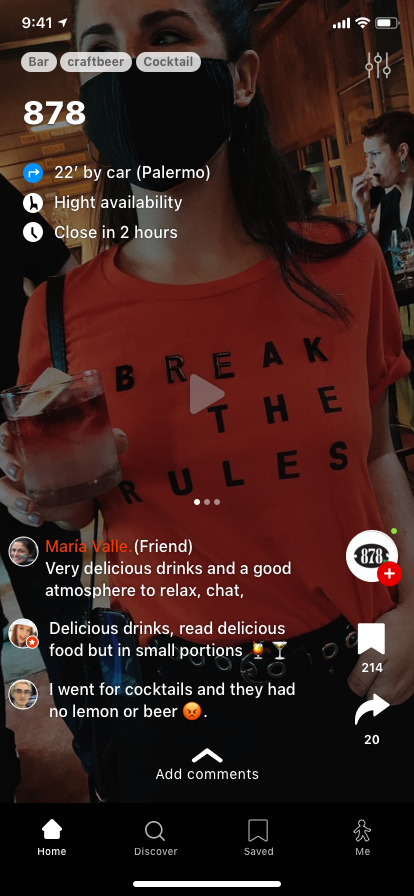 9:41
Bar craftbeer Cocktail
878
22’ by car (Palermo)
Hight availability
Close in 2 hours
BREAK
THE
RULES
María Valle.(Friend)
Very delicious drinks and a good
atmosphere to relax, chat,
878
Delicious drinks, read delicious
food but in small portions 🍹🍸
214
I went for cocktails and they had
no lemon or beer 😡.
20
Add comments
Home Discover Saved Me